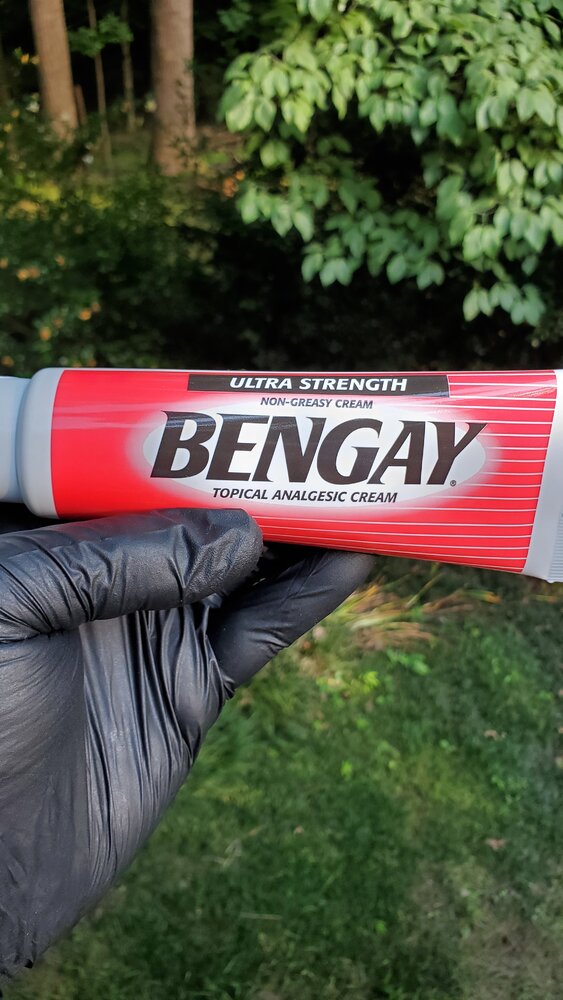 ULTRA STRENGTH
NON-GREASY CREAM
BENGAY®
TOPICAL ANALGESIC CREAM